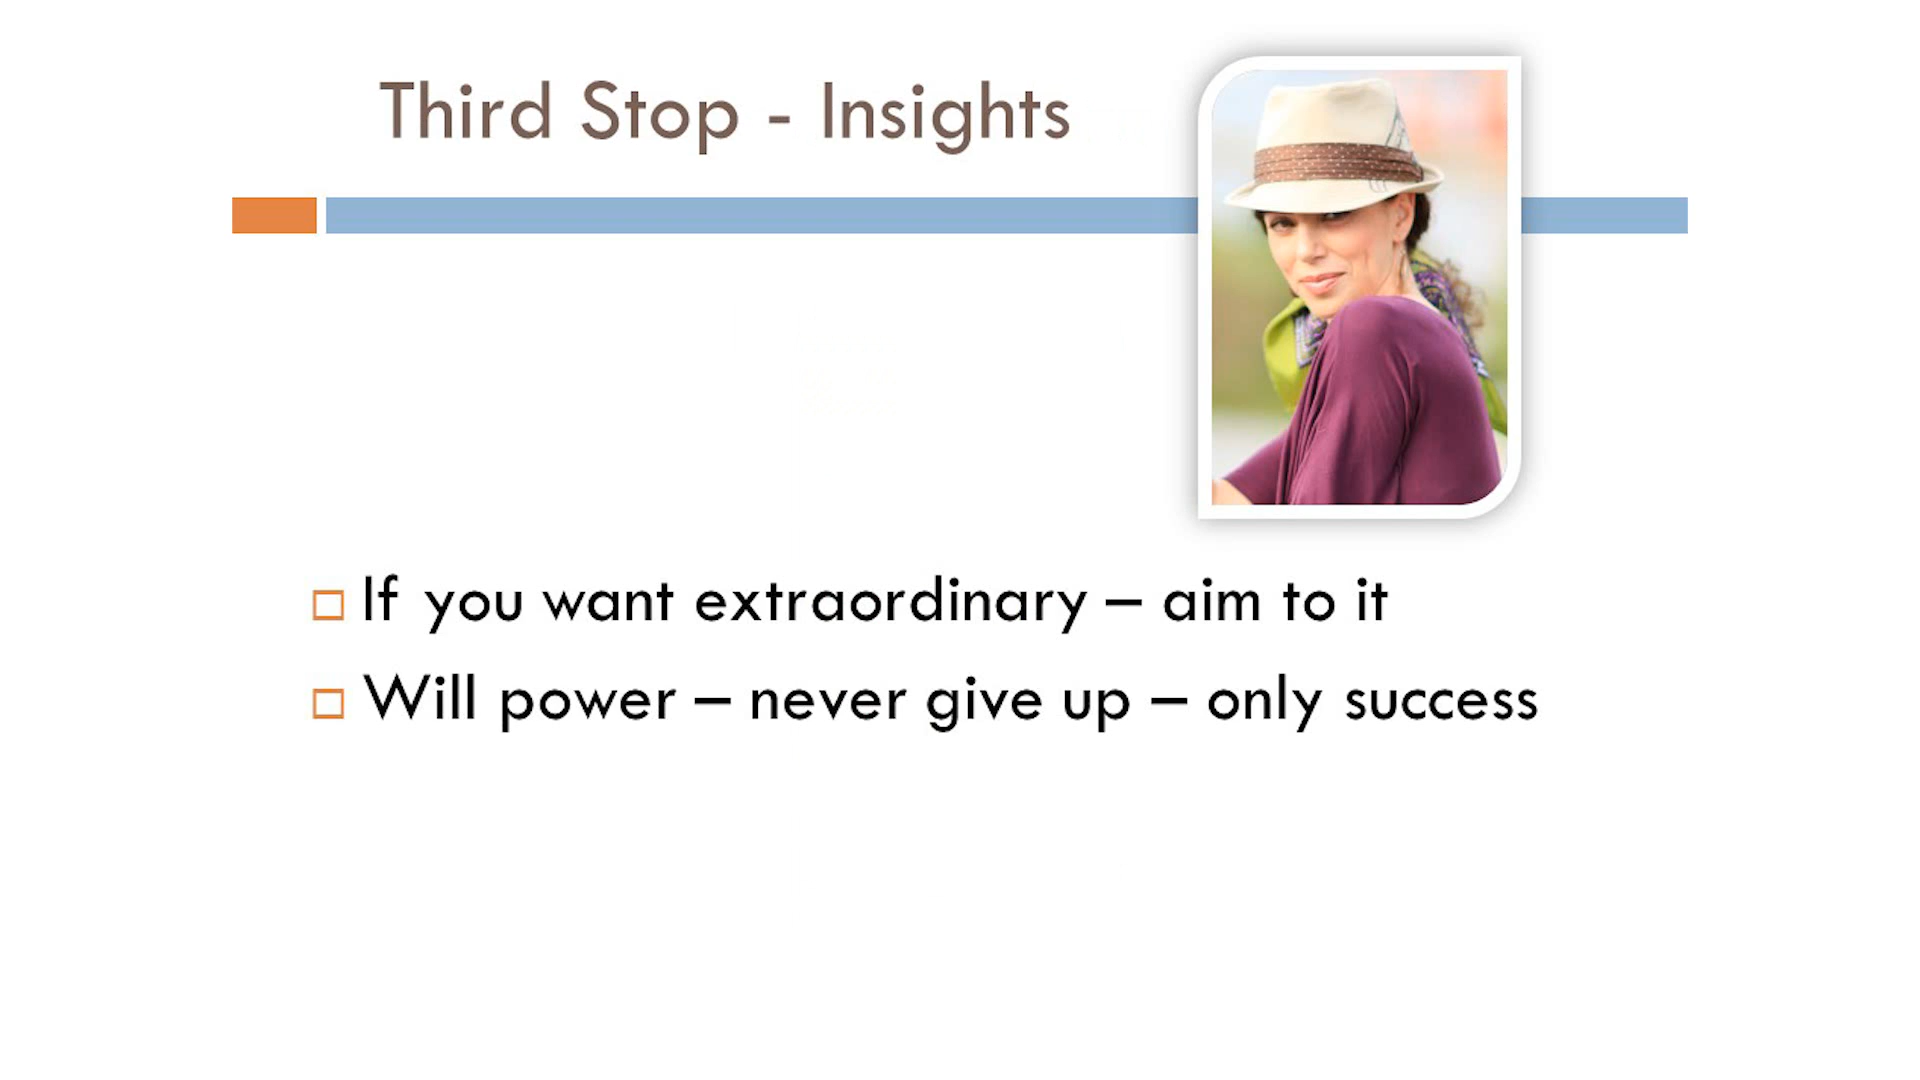 Third Stop - Insights
If you want extraordinary – aim to it
Will power – never give up – only success